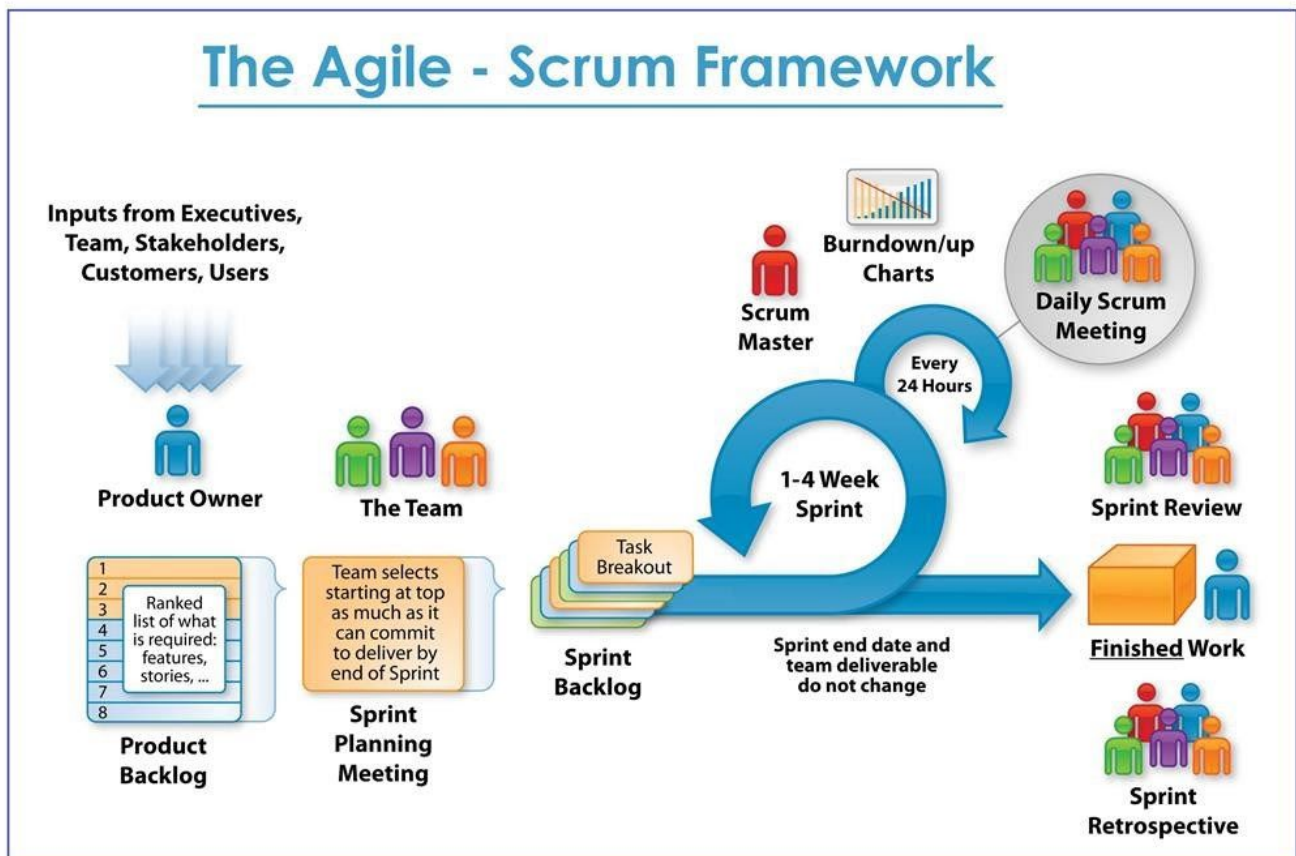 The Agile - Scrum Framework
Inputs from Executives,
Team, Stakeholders,
Customers, Users
Product Owner
The Team
1
2
3
4
5
6
7
8
Ranked
list of what
is required:
features,
stories, ...
Product
Backlog
Team selects
starting at top
as much as it
can commit
to deliver by
end of Sprint
Sprint
Planning
Meeting
Task
Breakout
Sprint
Backlog
Scrum
Master
Burndown/up
Charts
Every
24 Hours
Daily Scrum
Meeting
1-4 Week
Sprint
Sprint end date and
team deliverable
do not change
Sprint Review
Finished Work
Sprint
Retrospective